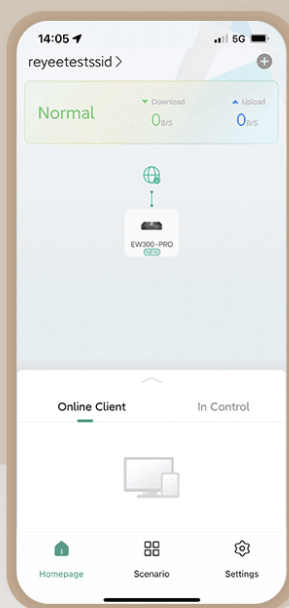 14:05 5G
reyeetestssid >
Normal
Download Upload
0B/S 0B/S
EW300-PRO
NEW
Online Client In Control
Homepage Scenario Settings